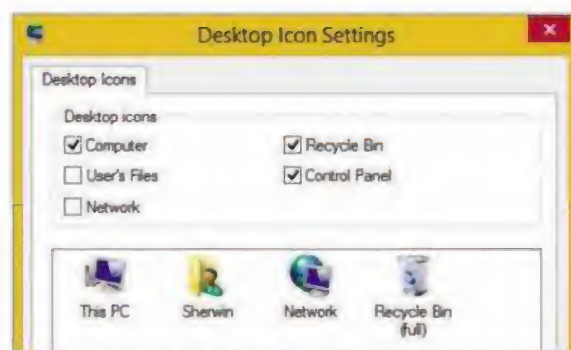 Desktop Icon Settings
Desktop Icons
Desktop icons
Computer
Recycle Bin
User's Files
Control Panel
Network
This PC
Sherwin
Network
Recycle Bin
(full)